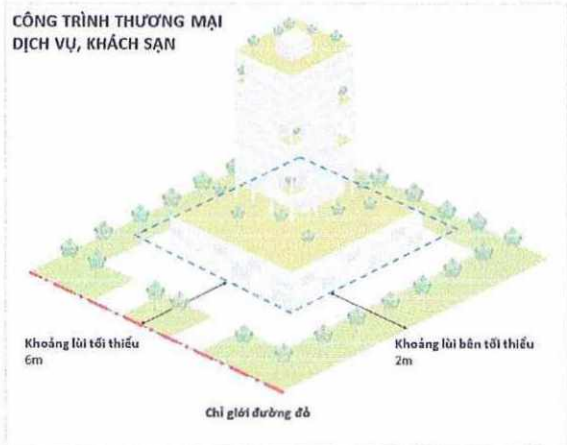 CÔNG TRÌNH THƯƠNG MẠI
DỊCH VỤ, KHÁCH SẠN
Khoảng lùi tối thiểu
6m
Khoảng lùi bên tối thiểu
2m
Chỉ giới đường đỏ